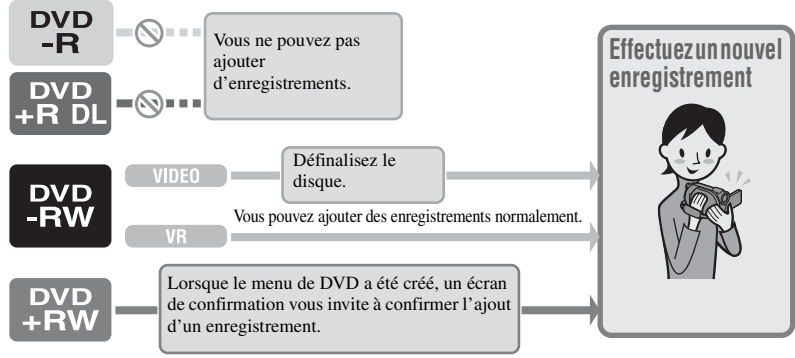 DVD
-R
Vous ne pouvez pas
ajouter
d'enregistrements.
DVD
+R DL
DVD
-RW
VIDEO
Définalisez le
disque.
Vous pouvez ajouter des enregistrements normalement.
VR
DVD
+RW
Lorsque le menu de DVD a été créé, un écran
de confirmation vous invite à confirmer l'ajout
d'un enregistrement.
Effectuez un nouvel
enregistrement